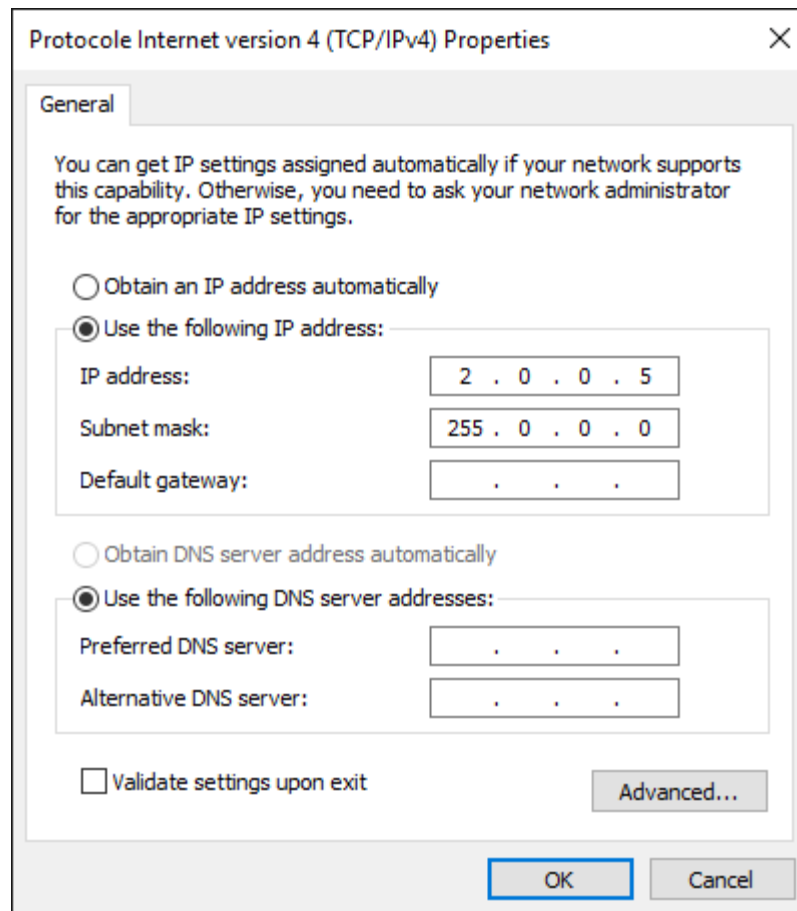 Protocole Internet version 4 (TCP/IPv4) Properties
General
You can get IP settings assigned automatically if your network supports
this capability. Otherwise, you need to ask your network administrator
for the appropriate IP settings.
Obtain an IP address automatically
Use the following IP address:
IP address: 2 . 0 . 0 . 5
Subnet mask: 255 . 0 . 0 . 0
Default gateway: . . .
Obtain DNS server address automatically
Use the following DNS server addresses:
Preferred DNS server: . . .
Alternative DNS server: . . .
Validate settings upon exit
Advanced...
OK Cancel